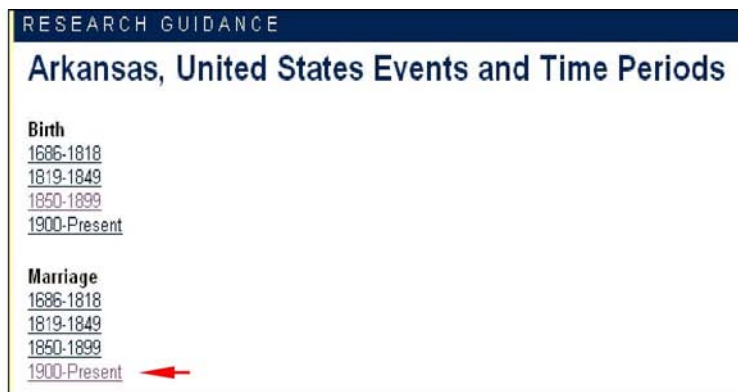 RESEARCH GUIDANCE
Arkansas, United States Events and Time Periods
Birth
1686-1818
1819-1849
1850-1899
1900-Present
Marriage
1686-1818
1819-1849
1850-1899
1900-Present